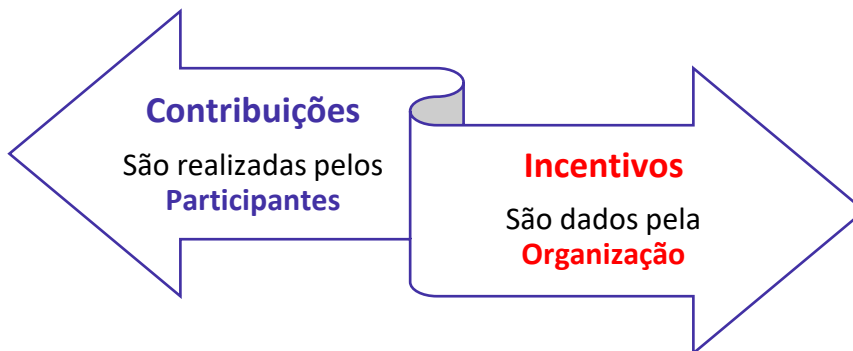 Contribuições
São realizadas pelos
Participantes
Incentivos
São dados pela
Organização